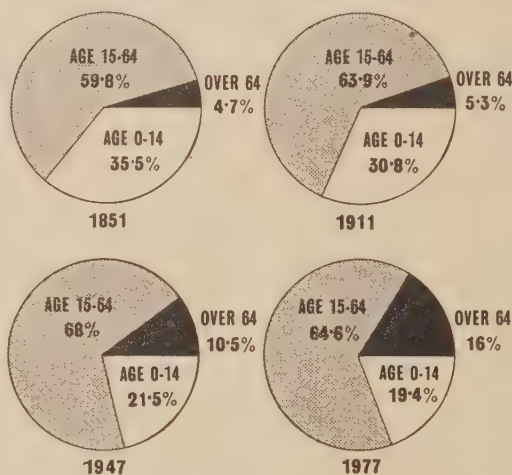 AGE 15-64
59·8%
OVER 64
4·7%
AGE 0-14
35·5%
1851
AGE 15-64
63·9%
OVER 64
5·3%
AGE 0-14
30·8%
1911
AGE 15-64
68%
OVER 64
10·5%
AGE 0-14
21·5%
1947
AGE 15-64
64·6%
OVER 64
16%
AGE 0-14
19·4%
1977